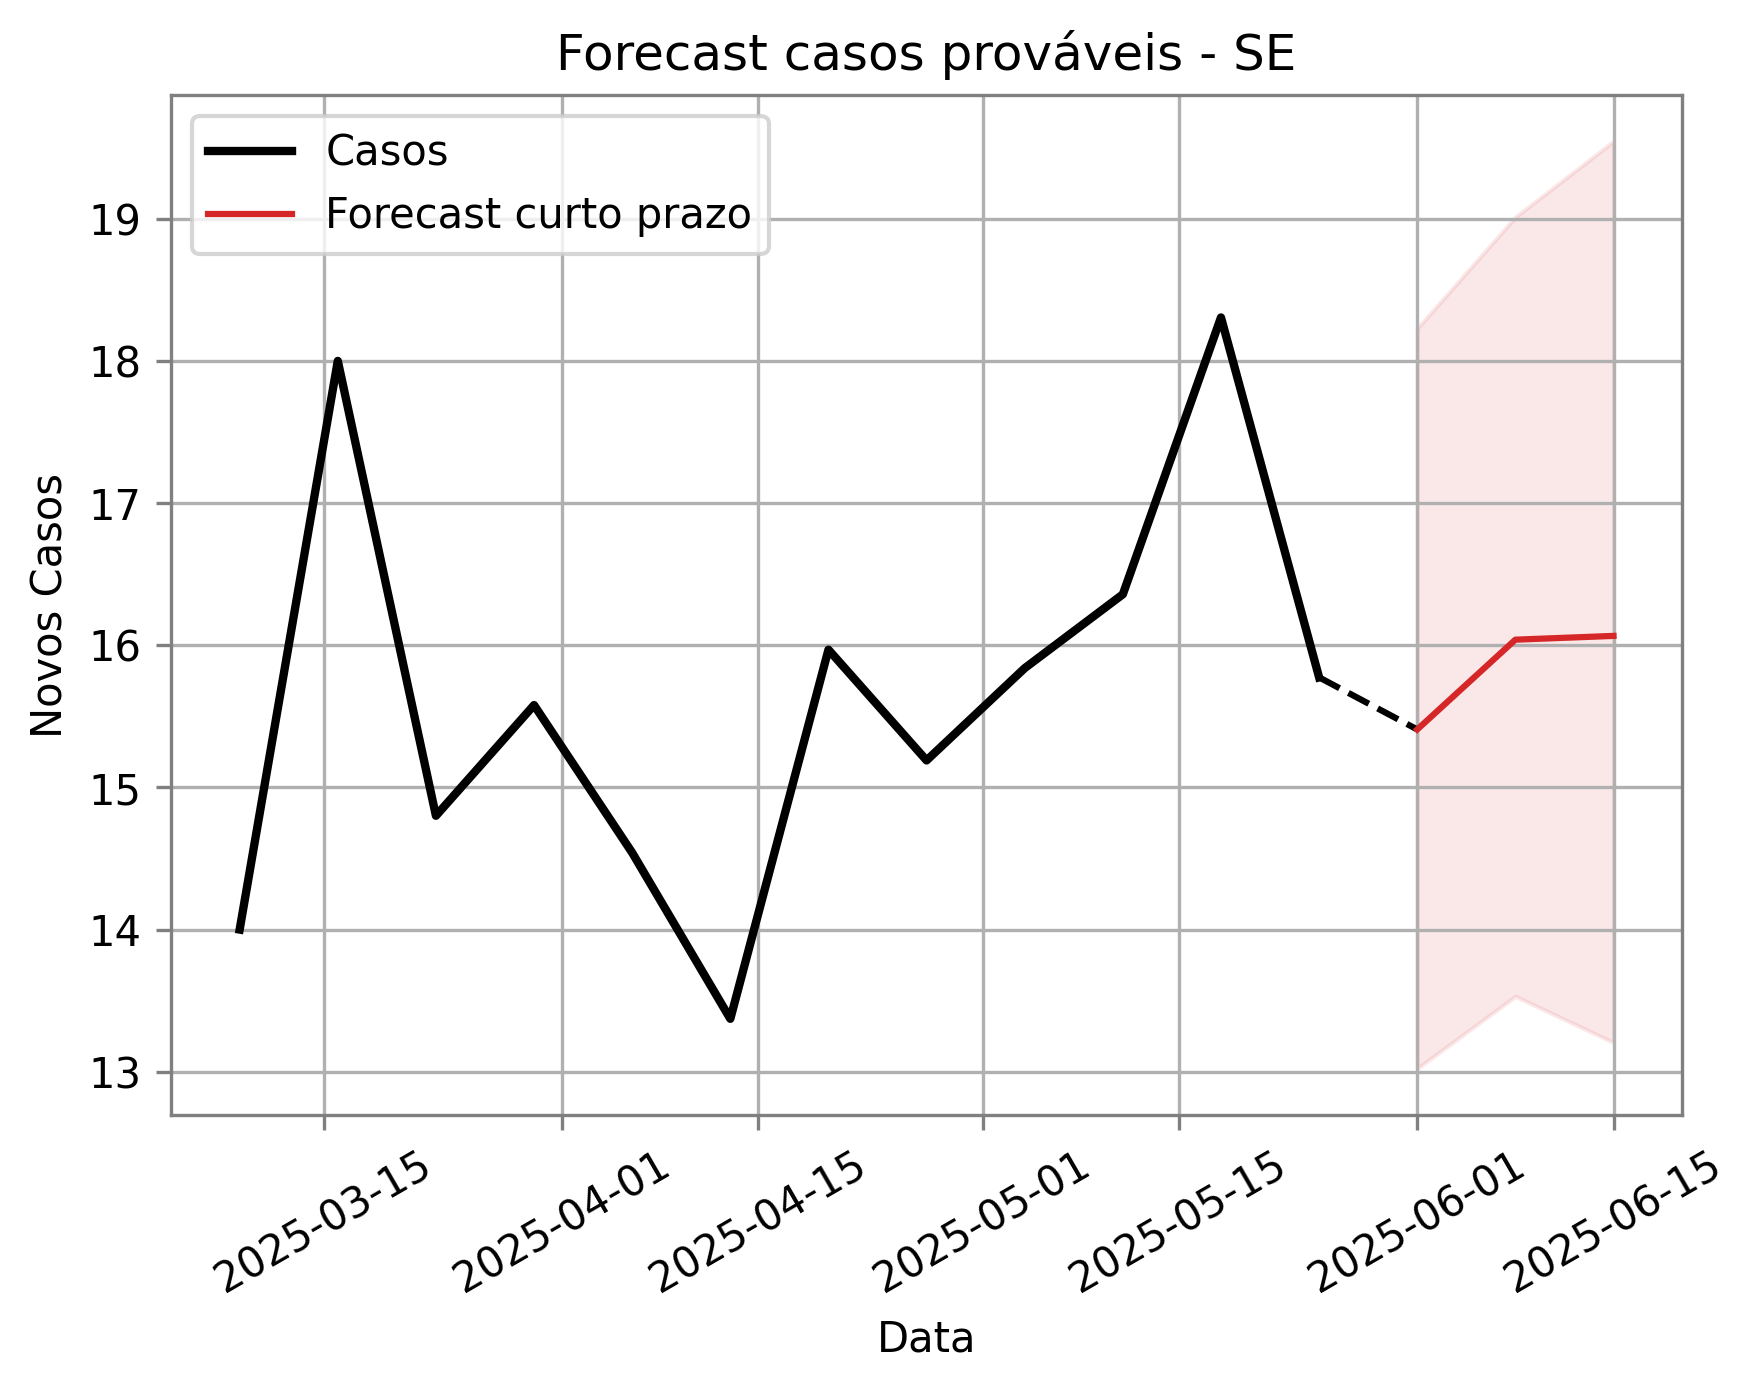 Forecast casos prováveis - SE
Casos
Forecast curto prazo
19
18
17
16
15
14
13
Novos Casos
2025-03-15
2025-04-01
2025-04-15
2025-05-01
2025-05-15
2025-06-01
2025-06-15
Data